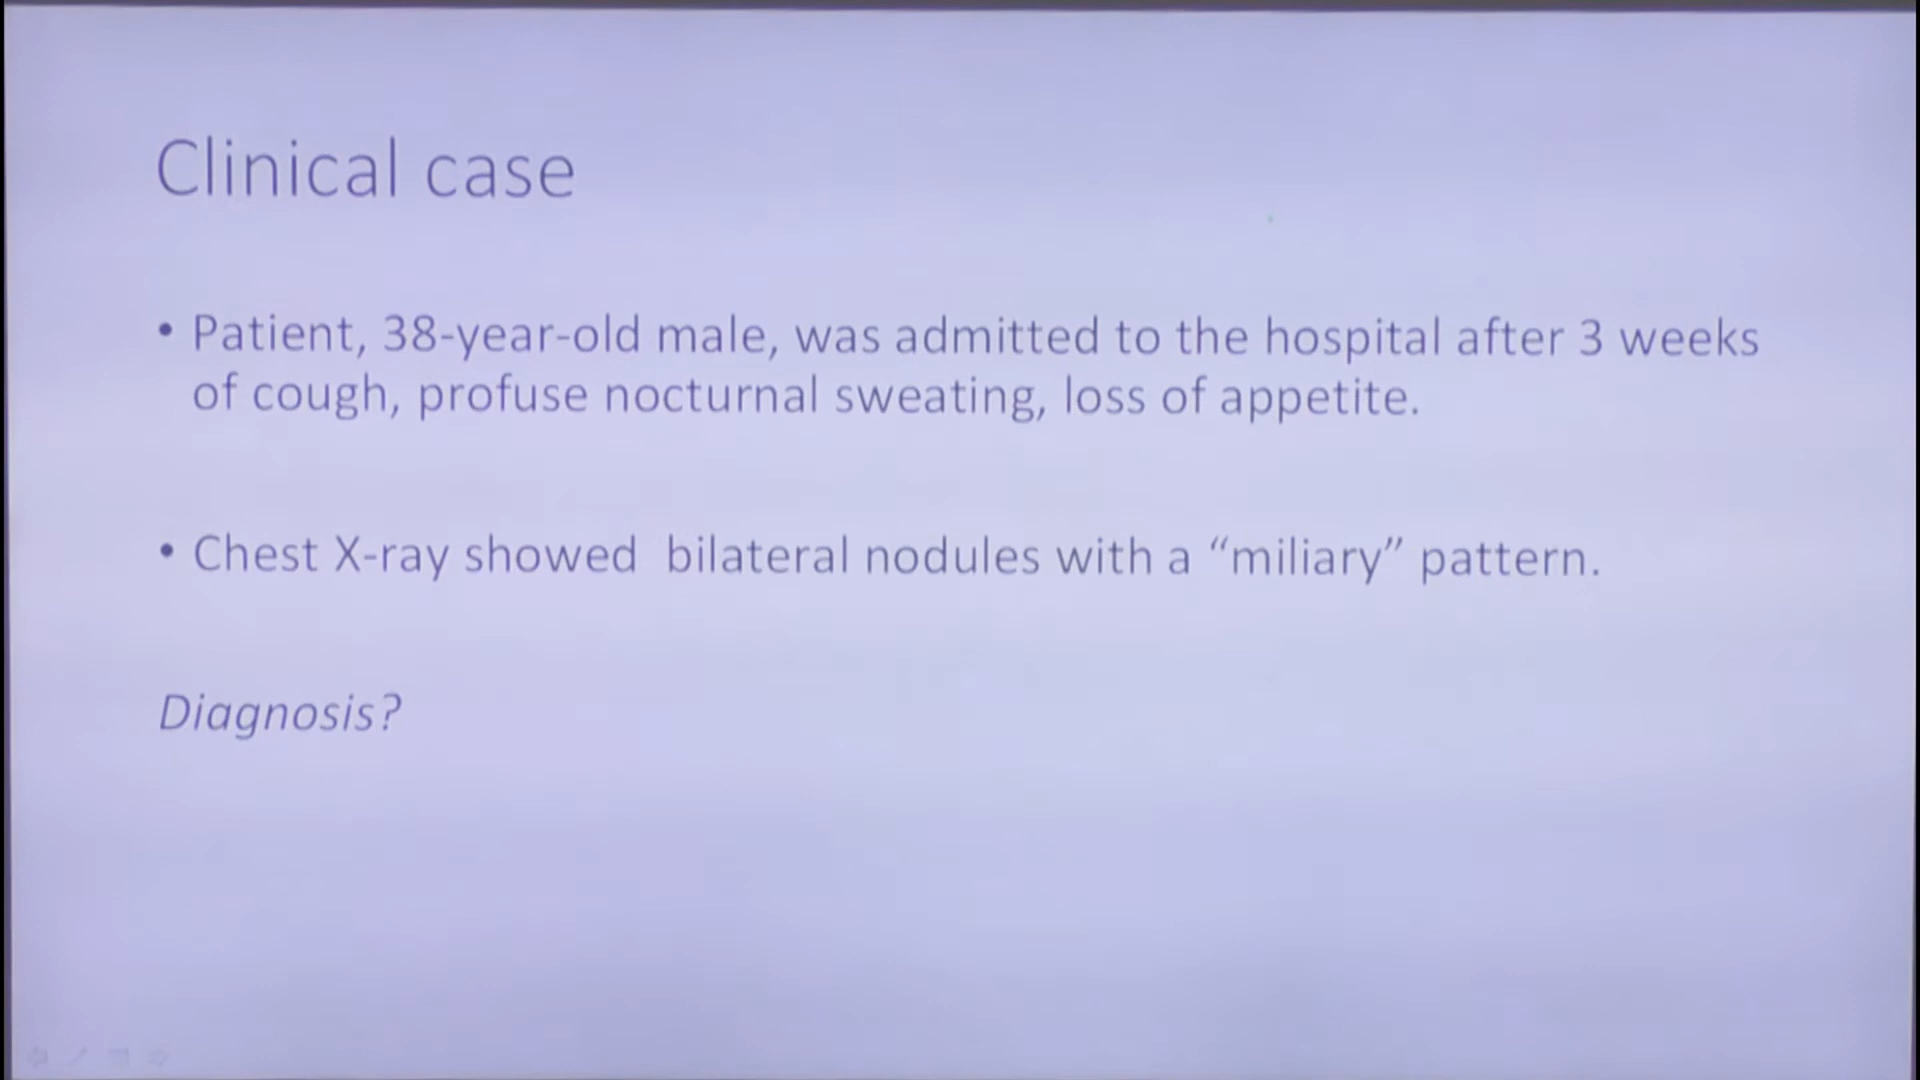 Clinical case
• Patient, 38-year-old male, was admitted to the hospital after 3 weeks
of cough, profuse nocturnal sweating, loss of appetite.
• Chest X-ray showed bilateral nodules with a “miliary” pattern.
Diagnosis?